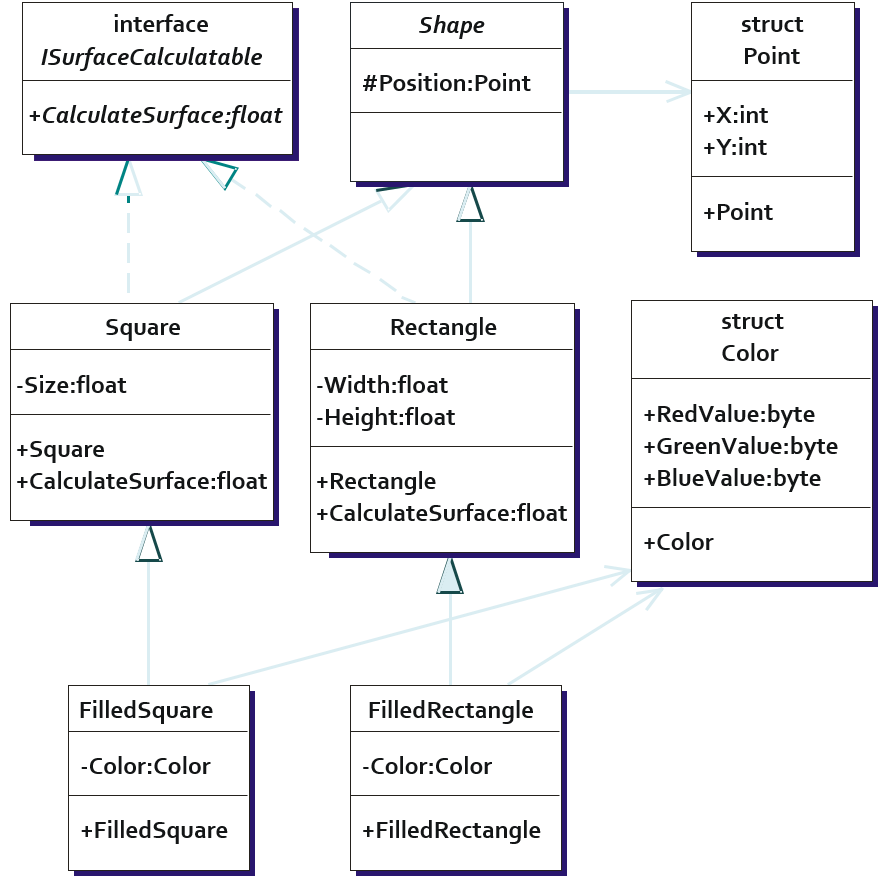 interface
ISurfaceCalculatable
+CalculateSurface:float
Shape
#Position:Point
struct
Point
+X:int
+Y:int
+Point
Square
-Size:float
+Square
+CalculateSurface:float
Rectangle
-Width:float
-Height:float
+Rectangle
+CalculateSurface:float
struct
Color
+RedValue:byte
+GreenValue:byte
+BlueValue:byte
+Color
FilledSquare
-Color:Color
+FilledSquare
FilledRectangle
-Color:Color
+FilledRectangle